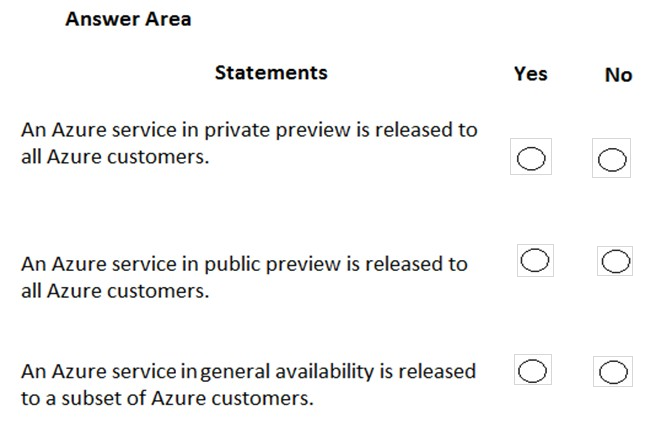 Answer Area
Statements Yes No
An Azure service in private preview is released to
all Azure customers.
An Azure service in public preview is released to
all Azure customers.
An Azure service in general availability is released
to a subset of Azure customers.